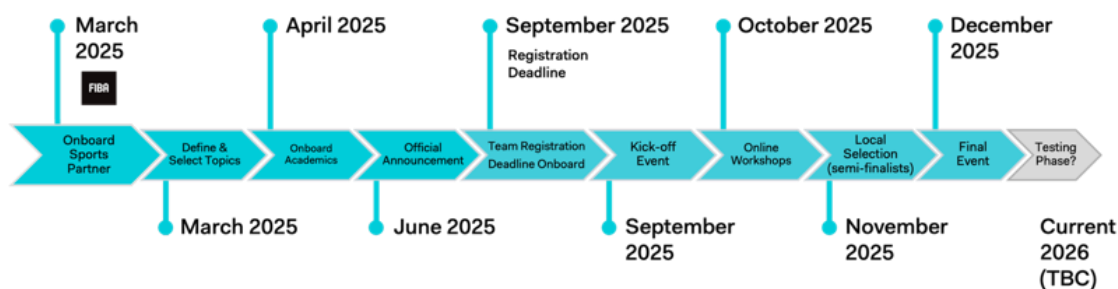 March
2025
FIBA
April 2025
September 2025
Registration
Deadline
October 2025
December
2025
Onboard
Sports
Partner
Define &
Select Topics
Onboard
Academics
Official
Announcement
Team Registration
Deadline Onboard
Kick-off
Event
Online
Workshops
Local
Selection
(semi-finalists)
Final
Event
Testing
Phase?
March 2025
June 2025
September
2025
November
2025
Current
2026
(TBC)